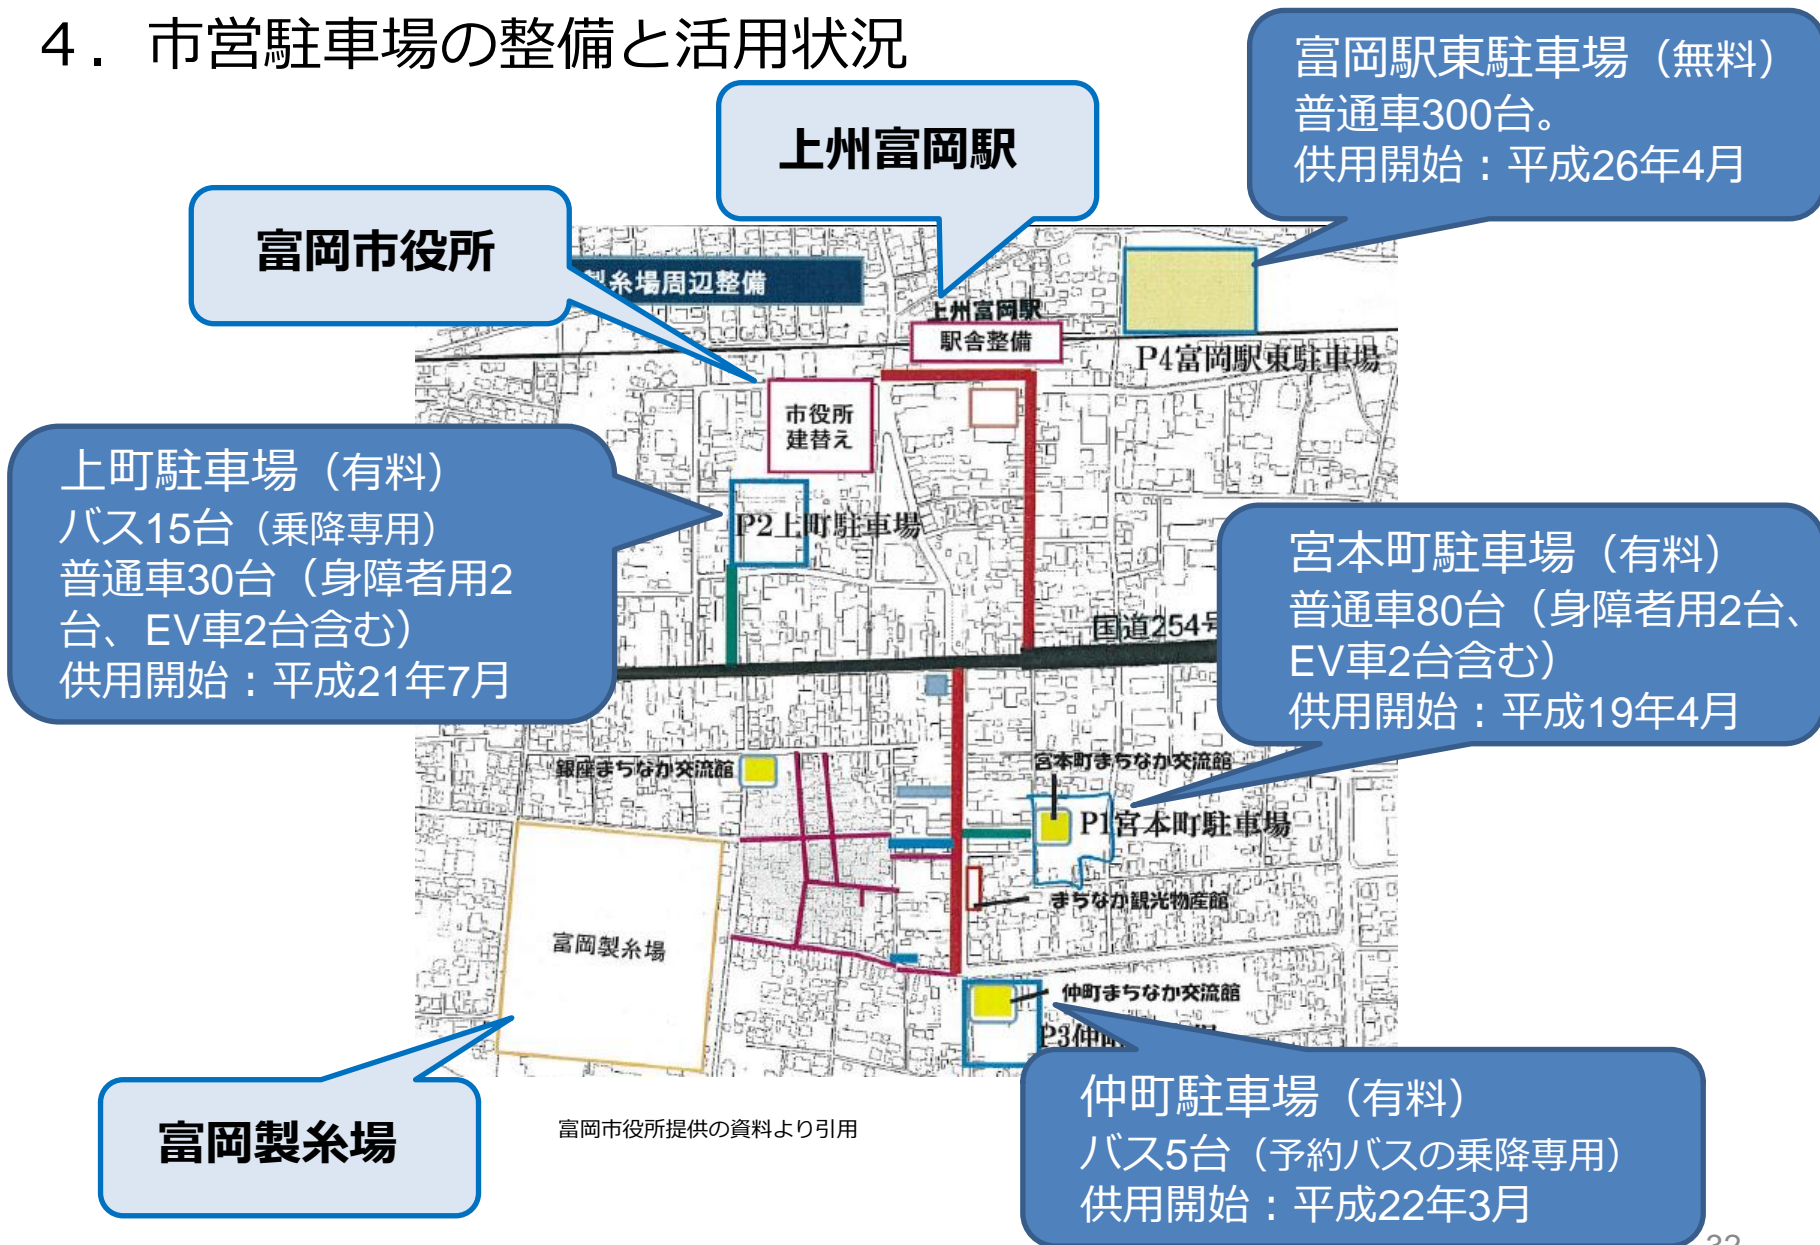 ４．市営駐車場の整備と活用状況
富岡駅東駐車場（無料）
普通車300台。
供用開始：平成26年4月
上州富岡駅
富岡市役所
製糸場周辺整備
上州富岡駅
駅舎整備
P4富岡駅東駐車場
市役所
建替え
上町駐車場（有料）
バス15台（乗降専用）
普通車30台（身障者用2
台、EV車2台含む）
供用開始：平成21年7月
P2上町駐車場
宮本町駐車場（有料）
普通車80台（身障者用2台、
EV車2台含む）
供用開始：平成19年4月
国道254号
銀座まちなか交流館
宮本町まちなか交流館
P1宮本町駐車場
まちなか観光物産館
富岡製糸場
仲町まちなか交流館
P3仲
仲町駐車場（有料）
バス5台（予約バスの乗降専用）
供用開始：平成22年3月
富岡製糸場
富岡市役所提供の資料より引用
32